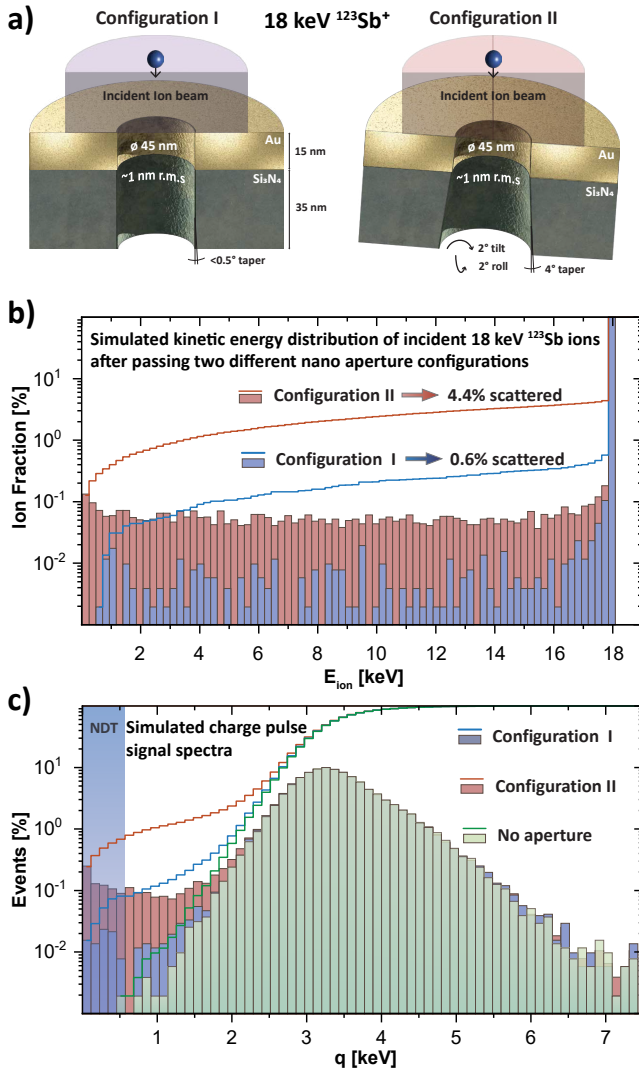 a)
Configuration I
18 keV ¹²³Sb⁺
Configuration II
Incident Ion beam
Incident Ion beam
Au
ø 45 nm
15 nm
Si₃N₄
~1 nm r.m.s
35 nm
<0.5° taper
Au
ø 45 nm
Si₃N₄
~1 nm r.m.s
2° tilt
2° roll
4° taper
b)
Simulated kinetic energy distribution of incident 18 keV ¹²³Sb ions
after passing two different nano aperture configurations
Configuration II 4.4% scattered
Configuration I 0.6% scattered
Ion Fraction [%]
10¹
10⁰
10⁻¹
10⁻²
2 4 6 8 10 12 14 16 18
E_ion [keV]
c)
NDT
Simulated charge pulse
signal spectra
Configuration I
Configuration II
No aperture
Events [%]
10¹
10⁰
10⁻¹
10⁻²
1 2 3 4 5 6 7
q [keV]